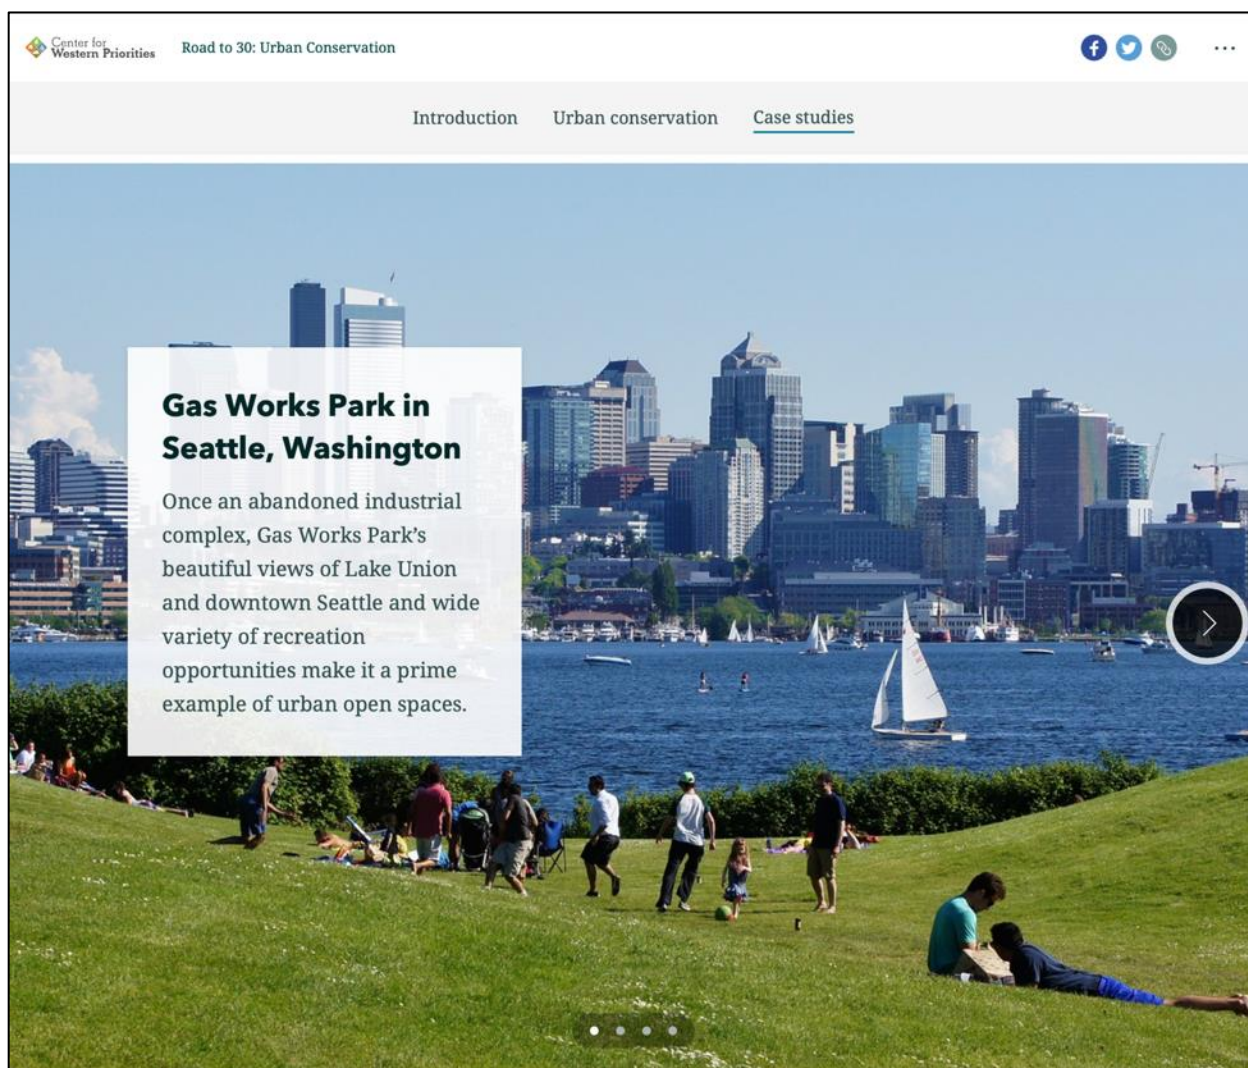 Center for
Western Priorities
Road to 30: Urban Conservation
Introduction
Urban conservation
Case studies
Gas Works Park in
Seattle, Washington
Once an abandoned industrial
complex, Gas Works Park’s
beautiful views of Lake Union
and downtown Seattle and wide
variety of recreation
opportunities make it a prime
example of urban open spaces.